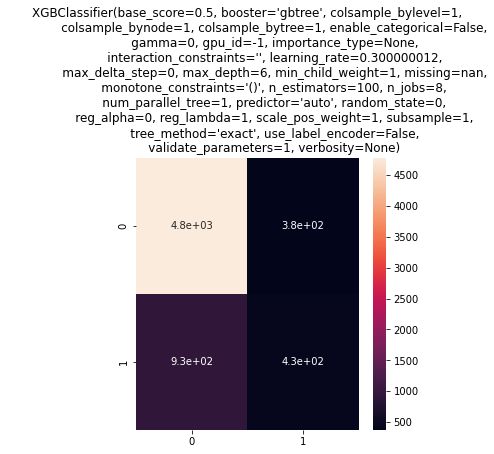 XGBClassifier(base_score=0.5, booster='gbtree', colsample_bylevel=1,
colsample_bynode=1, colsample_bytree=1, enable_categorical=False,
gamma=0, gpu_id=-1, importance_type=None,
interaction_constraints='', learning_rate=0.300000012,
max_delta_step=0, max_depth=6, min_child_weight=1, missing=nan,
monotone_constraints='()', n_estimators=100, n_jobs=8,
num_parallel_tree=1, predictor='auto', random_state=0,
reg_alpha=0, reg_lambda=1, scale_pos_weight=1, subsample=1,
tree_method='exact', use_label_encoder=False,
validate_parameters=1, verbosity=None)
0
4.8e+03 3.8e+02
1
9.3e+02 4.3e+02
0 1
4500
4000
3500
3000
2500
2000
1500
1000
500